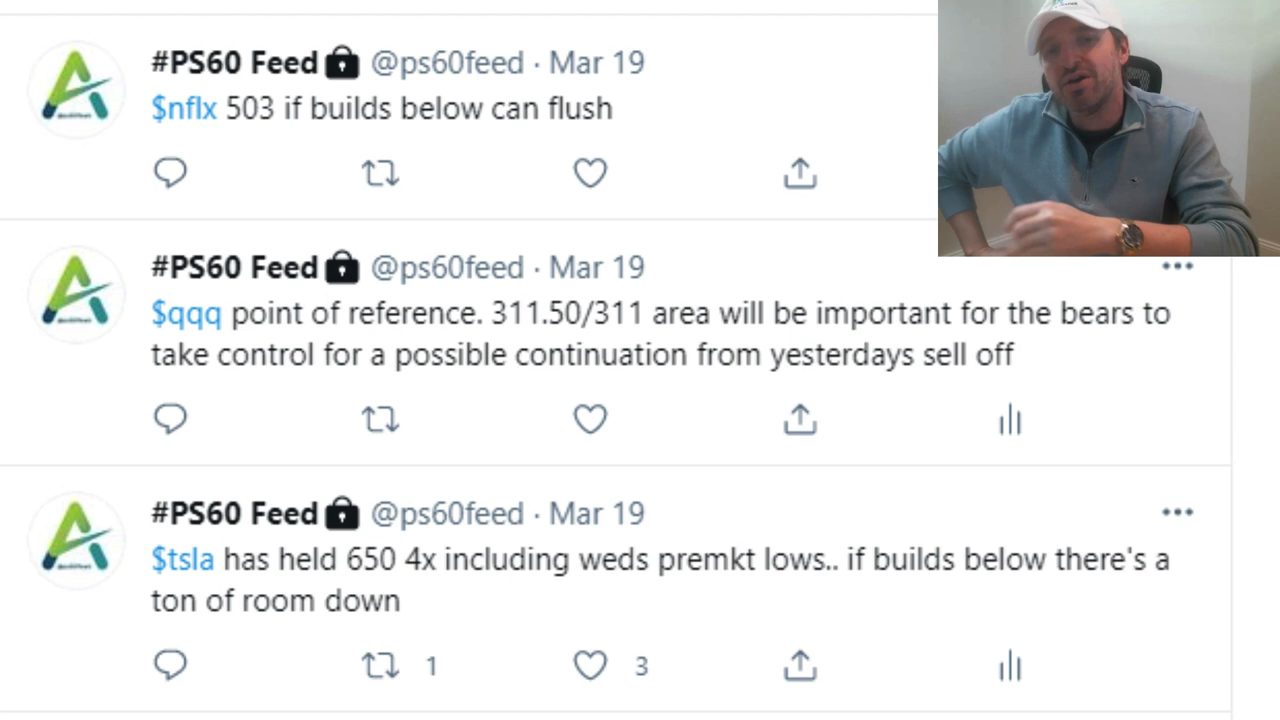 #PS60 Feed🔒 @ps60feed · Mar 19
$nflx 503 if builds below can flush
#PS60 Feed🔒 @ps60feed · Mar 19
$qqq point of reference. 311.50/311 area will be important for the bears to
take control for a possible continuation from yesterdays sell off
#PS60 Feed🔒 @ps60feed · Mar 19
$tsla has held 650 4x including weds premkt lows.. if builds below there's a
ton of room down
1 3